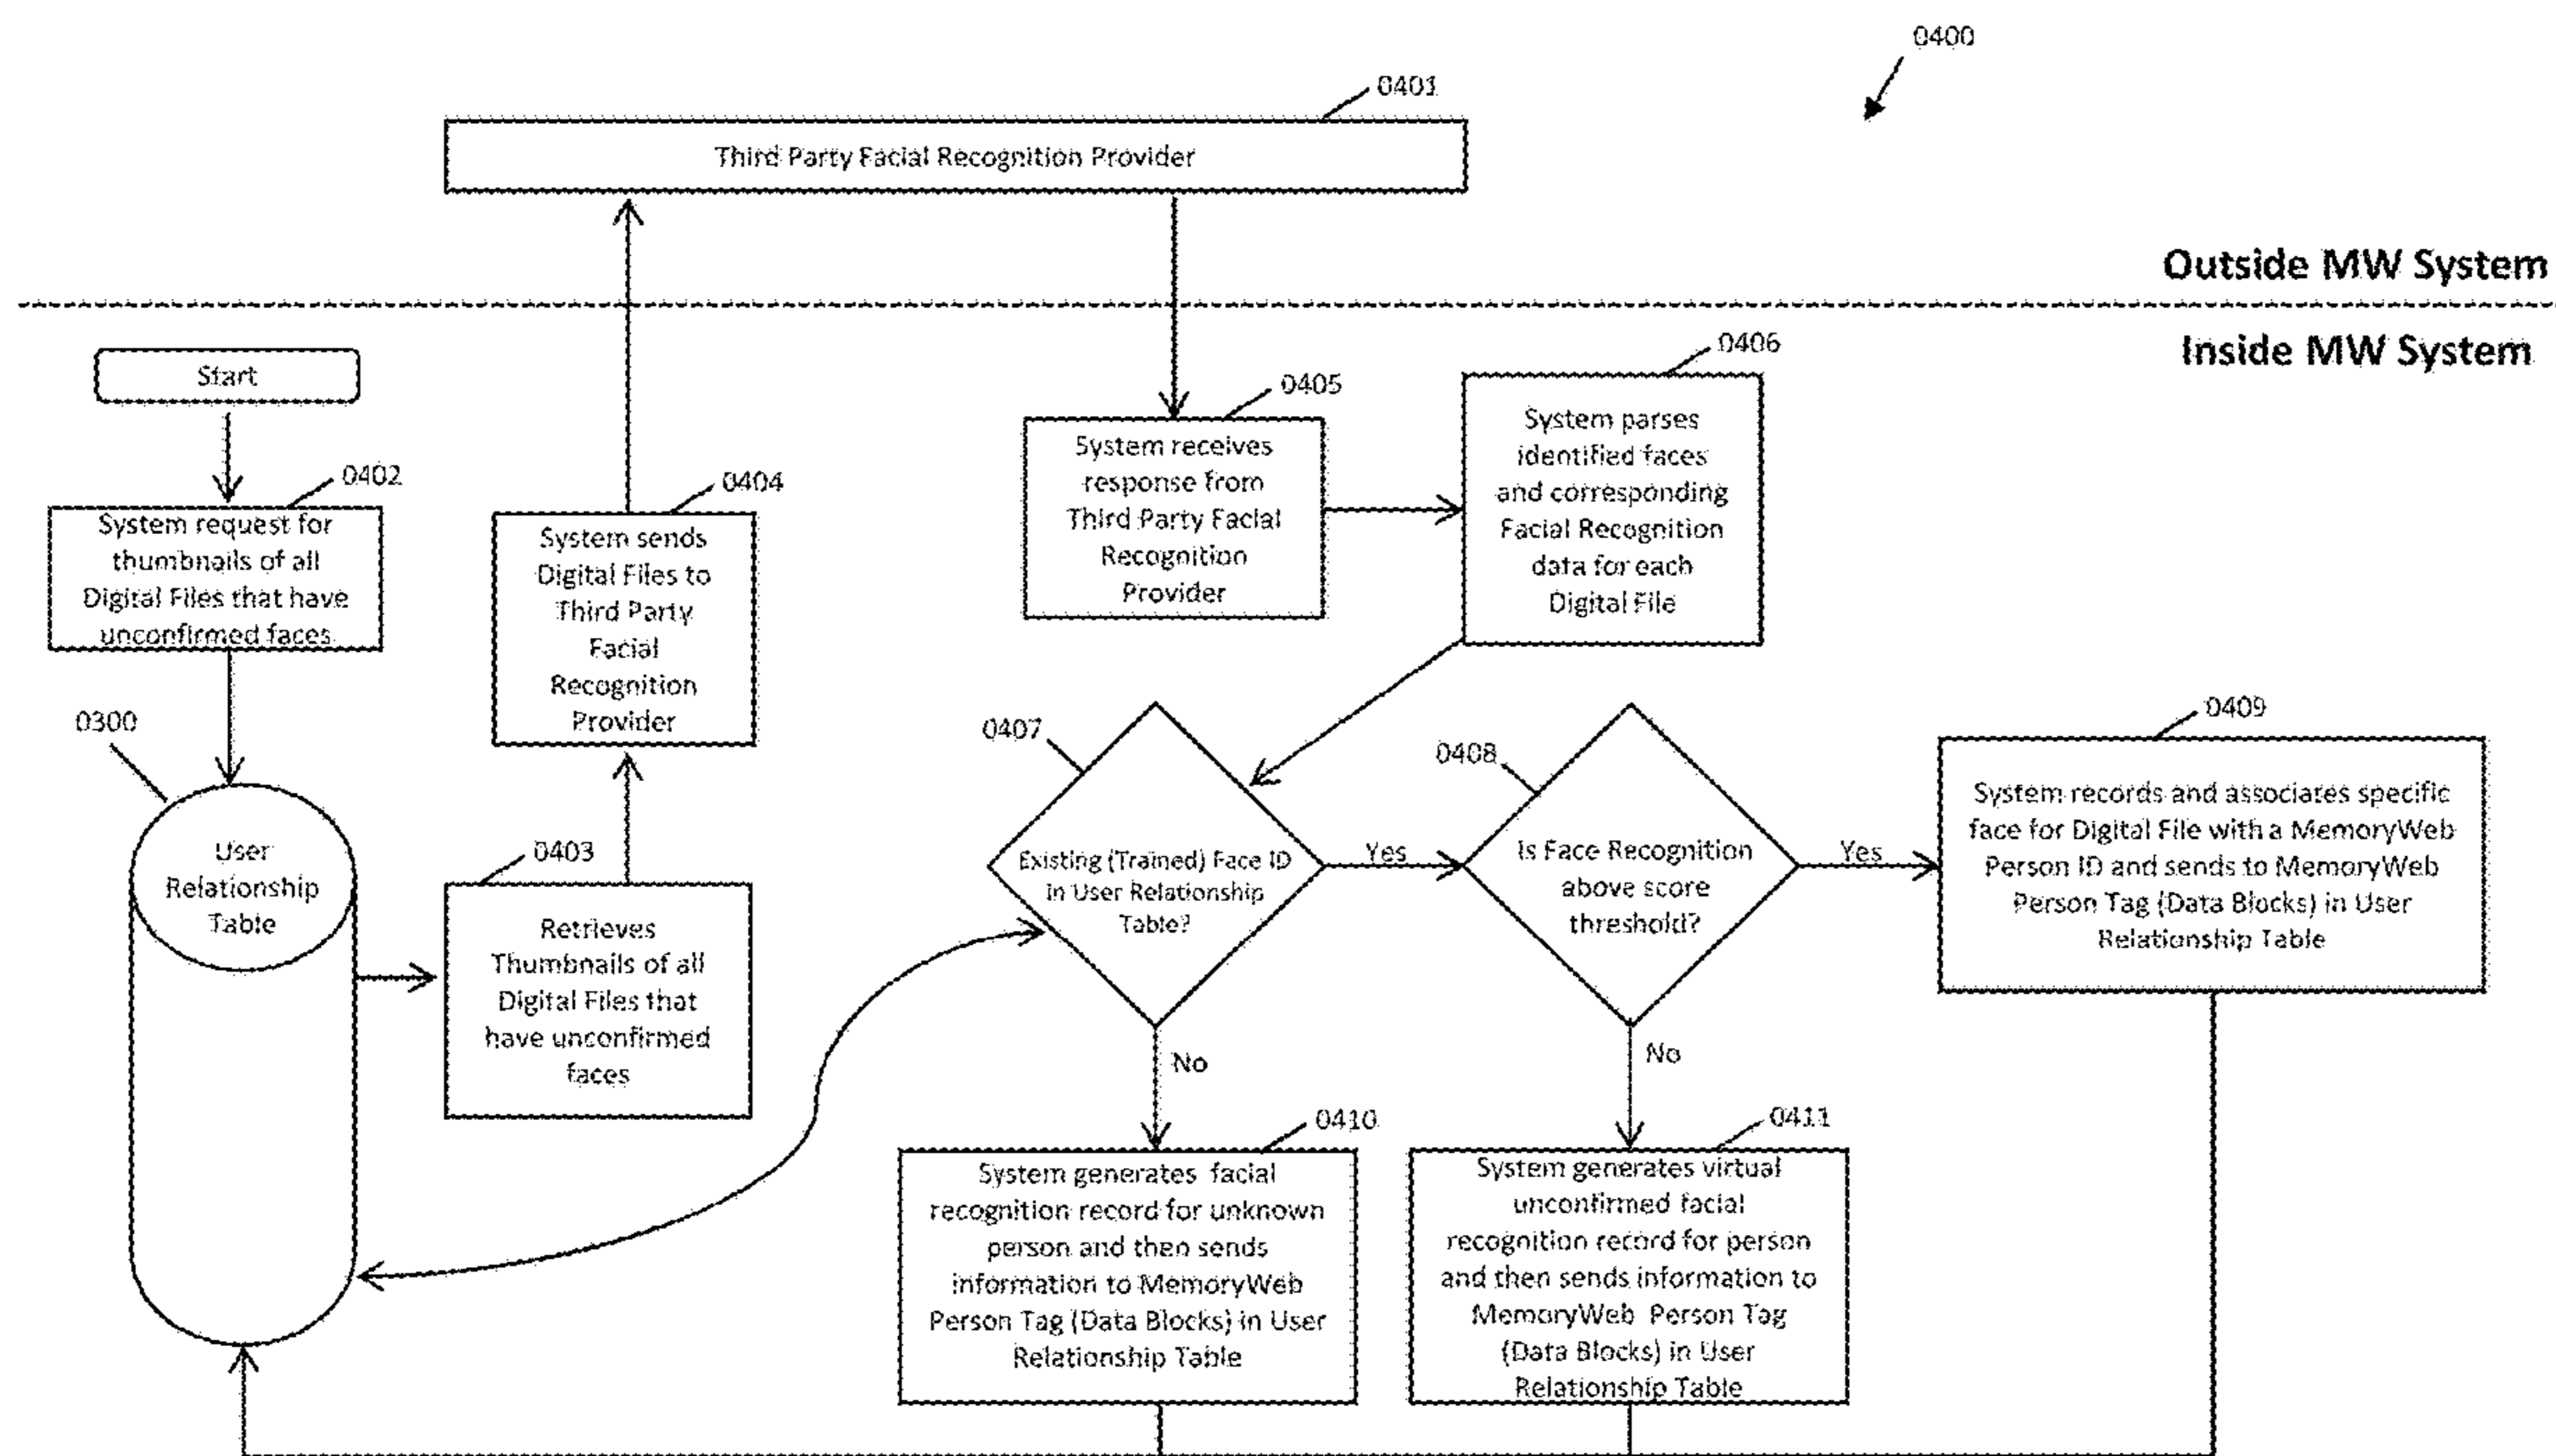 0400
0401
Third Party Facial Recognition Provider
Outside MW System
Inside MW System
Start
0402
System request for
thumbnails of all
Digital Files that have
unconfirmed faces
0404
System sends
Digital Files to
Third Party
Facial
Recognition
Provider
0405
System receives
response from
Third Party Facial
Recognition
Provider
0406
System parses
identified faces
and corresponding
Facial Recognition
data for each
Digital File
0300
User
Relationship
Table
0403
Retrieves
Thumbnails of all
Digital Files that
have unconfirmed
faces
0407
Existing (Trained) Face ID
in User Relationship
Table?
Yes
No
0408
Is Face Recognition
above score
threshold?
Yes
No
0409
System records and associates specific
face for Digital File with a MemoryWeb
Person ID and sends to MemoryWeb
Person Tag (Data Blocks) in User
Relationship Table
0410
System generates facial
recognition record for unknown
person and then sends
information to MemoryWeb
Person Tag (Data Blocks) in User
Relationship Table
0411
System generates virtual
unconfirmed facial
recognition record for person
and then sends information to
MemoryWeb Person Tag
(Data Blocks) in User
Relationship Table